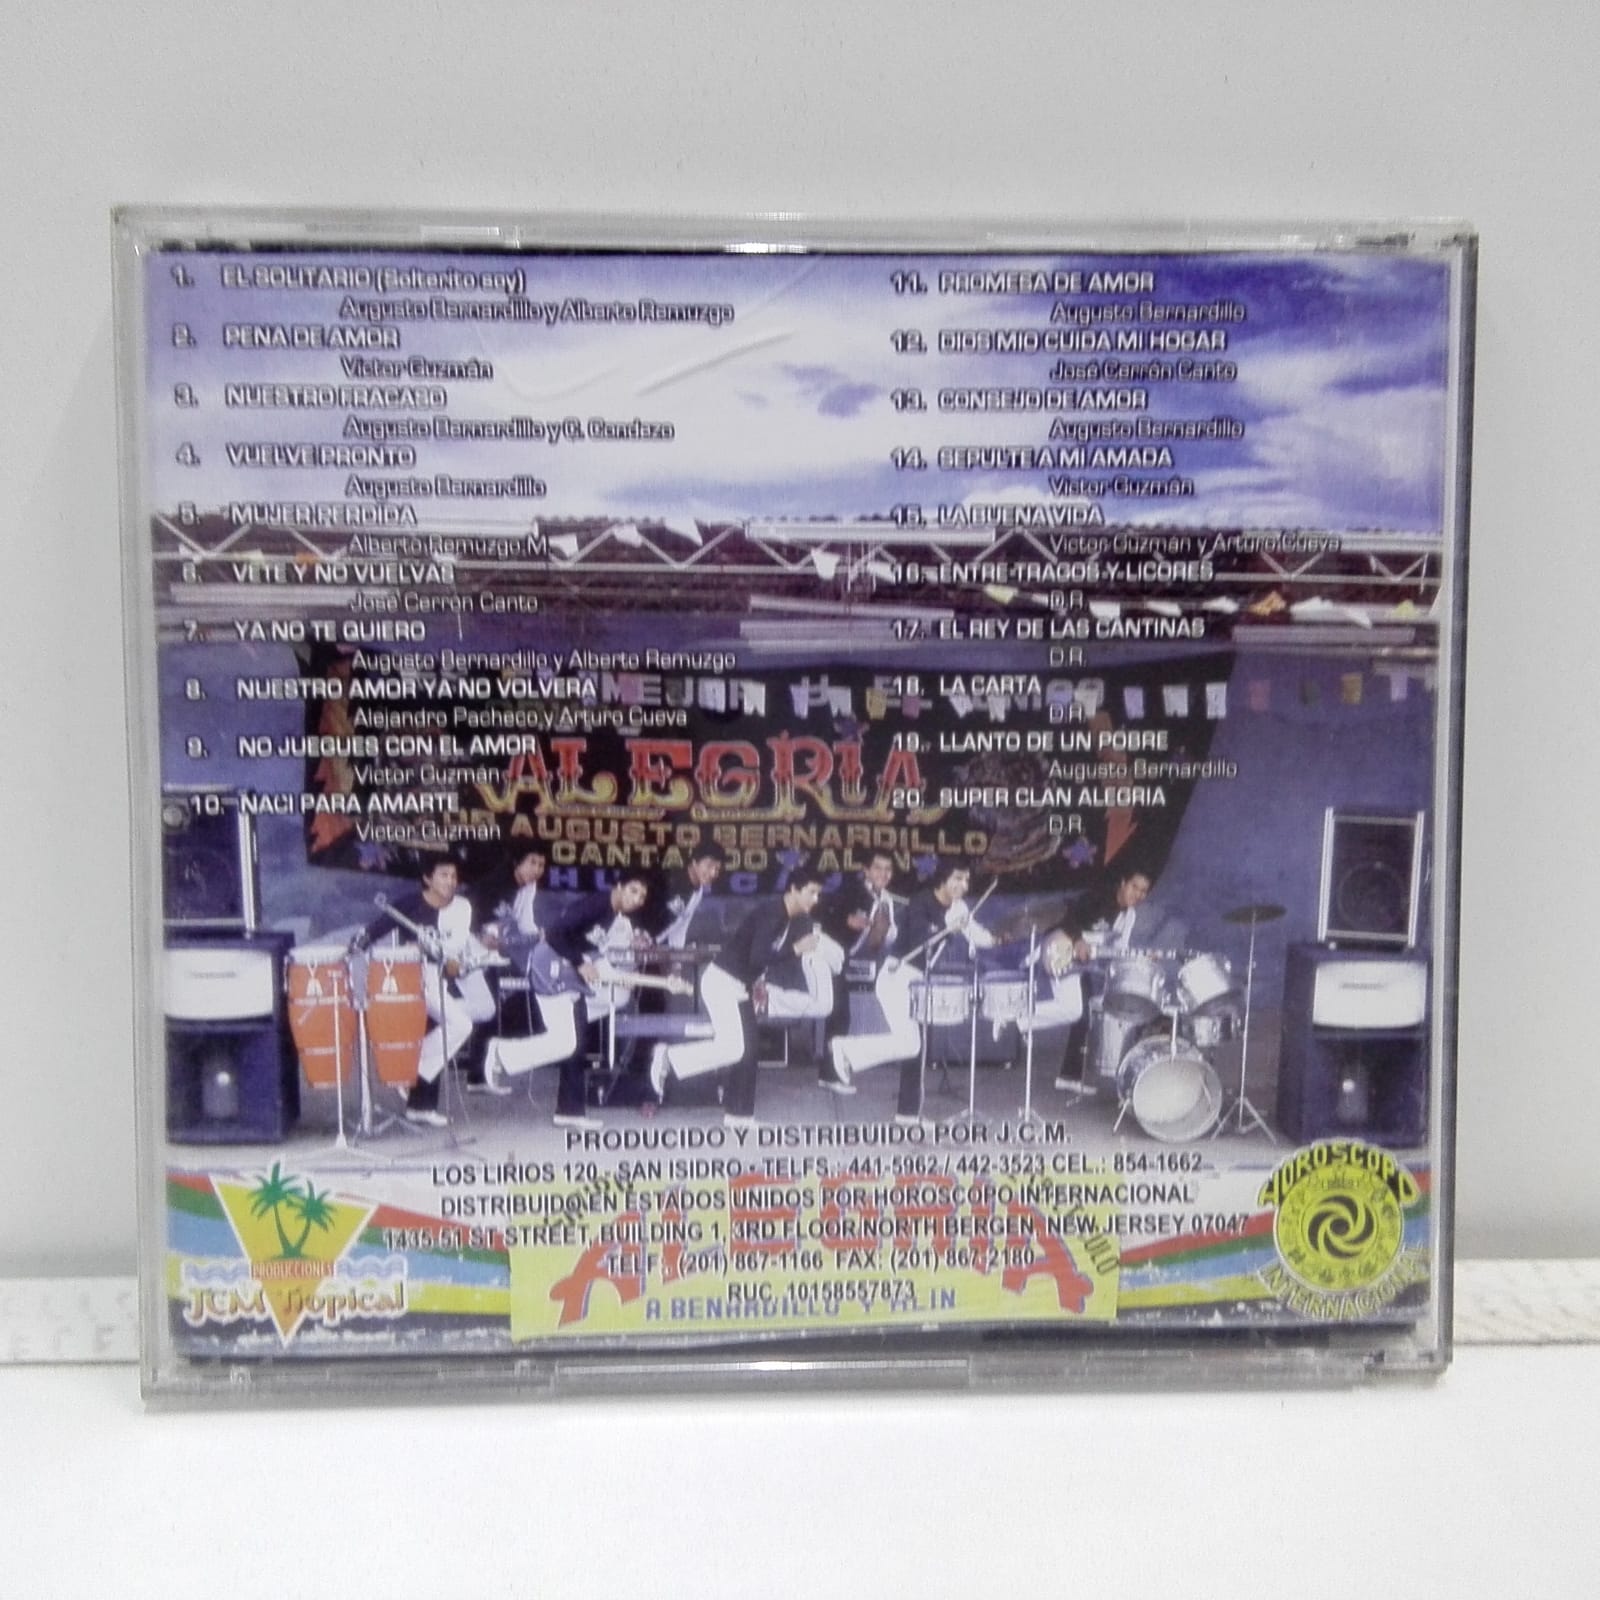 1. EL SOLITARIO (Solterito soy)
Augusto Bernardillo y Alberto Remuzgo
2. PENA DE AMOR
Victor Guzmán
3. NUESTRO FRACASO
Augusto Bernardillo y C. Condezo
4. VUELVE PRONTO
Augusto Bernardillo
5. MUJER PERDIDA
Alberto Remuzgo M.
6. VETE Y NO VUELVAS
José Cerrón Canto
7. YA NO TE QUIERO
Augusto Bernardillo y Alberto Remuzgo
8. NUESTRO AMOR YA NO VOLVERA
Alejandro Pacheco y Arturo Cueva
9. NO JUEGUES CON EL AMOR
Victor Guzmán
10. NACI PARA AMARTE
Victor Guzmán
11. PROMESA DE AMOR
Augusto Bernardillo
12. DIOS MIO CUIDA MI HOGAR
José Cerrón Canto
13. CONSEJO DE AMOR
Augusto Bernardillo
14. SEPULTE A MI AMADA
Victor Guzmán
15. LA BUENA VIDA
Victor Guzmán y Arturo Cueva
16. ENTRE TRAGOS Y LICORES
D.R.
17. EL REY DE LAS CANTINAS
D.R.
18. LA CARTA
D.R.
19. LLANTO DE UN POBRE
Augusto Bernardillo
20. SUPER CLAN ALEGRIA
D.R.
ALEGRIA
AUGUSTO BERNARDILLO
PRODUCIDO Y DISTRIBUIDO POR J.C.M.
LOS LIRIOS 120 - SAN ISIDRO • TELFS.: 441-5962 / 442-3523 CEL.: 854-1662
DISTRIBUIDO EN ESTADOS UNIDOS POR HOROSCOPO INTERNACIONAL
1435 51 ST STREET, BUILDING 1, 3RD FLOOR NORTH BERGEN, NEW JERSEY 07047
TELF.: (201) 867-1166 FAX: (201) 867-2180
RUC. 10158557873
ALEGRIA
A. BENARDILLO Y ALIN
PRODUCCIONES
JCM Tropical
HOROSCOPO
INTERNACIONAL